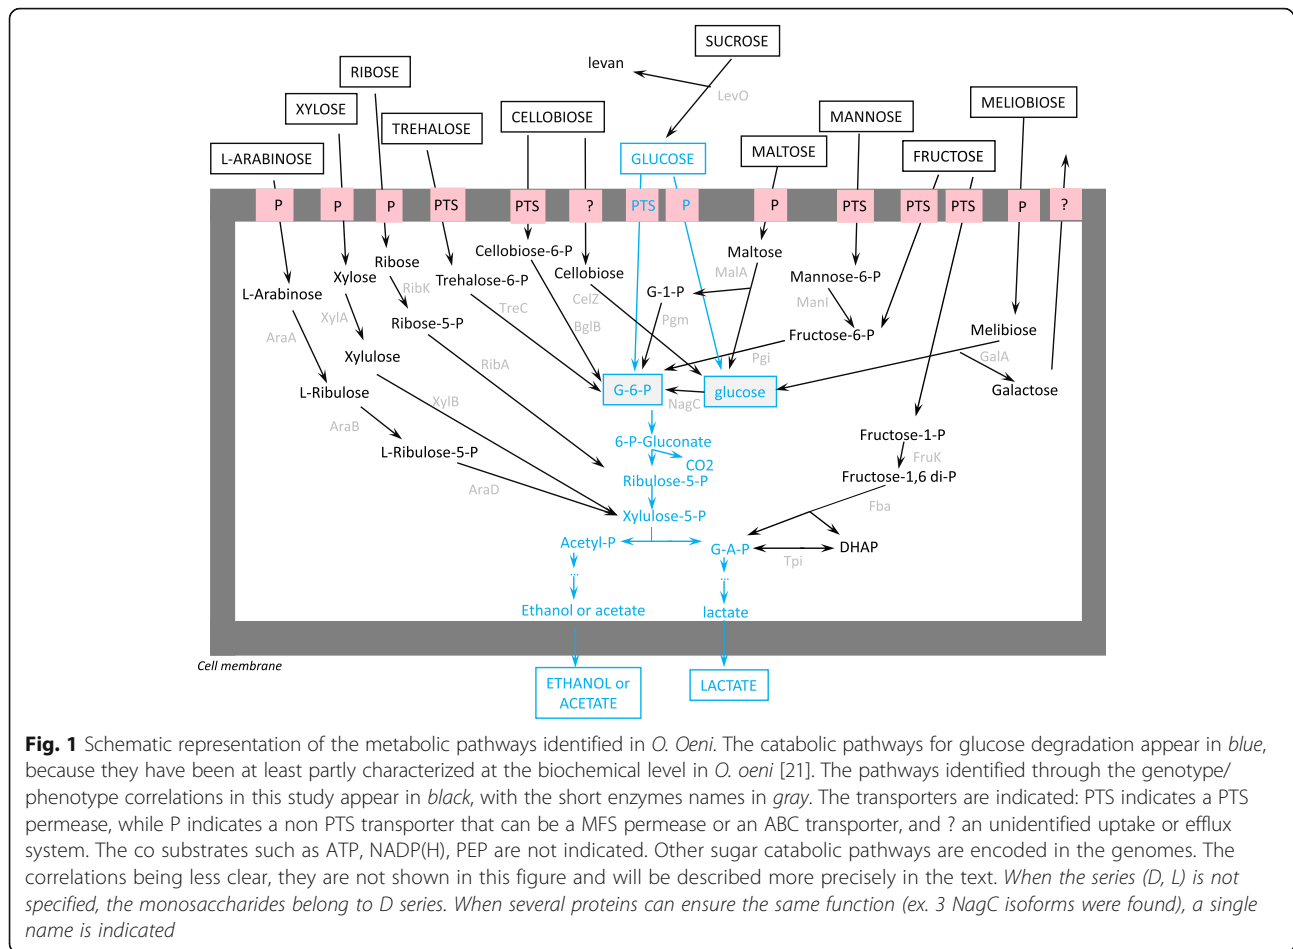 SUCROSE
levan
RIBOSE
LevO
XYLOSE
MELIOBIOSE
CELLOBIOSE
MANNOSE
TREHALOSE
L-ARABINOSE
GLUCOSE
MALTOSE
FRUCTOSE
P
P
P
PTS
PTS
?
PTS
P
P
PTS
PTS
PTS
P
?
Cellobiose-6-P
Maltose
Ribose
Xylose
Trehalose-6-P
Cellobiose
MalA
Mannose-6-P
L-Arabinose
RibK
TreC
CelZ
G-1-P
ManI
XylA
Ribose-5-P
BglB
Pgm
Fructose-6-P
Melibiose
AraA
Xylulose
RibA
Pgi
GalA
L-Ribulose
XylB
G-6-P
NagC
glucose
Galactose
AraB
6-P-Gluconate
Fructose-1-P
L-Ribulose-5-P
CO2
FruK
AraD
Ribulose-5-P
Fructose-1,6 di-P
Xylulose-5-P
Fba
Acetyl-P
G-A-P
DHAP
Tpi
...
...
Ethanol or acetate
lactate
Cell membrane
ETHANOL or
ACETATE
LACTATE
Fig. 1 Schematic representation of the metabolic pathways identified in O. Oeni. The catabolic pathways for glucose degradation appear in blue,
because they have been at least partly characterized at the biochemical level in O. oeni [21]. The pathways identified through the genotype/
phenotype correlations in this study appear in black, with the short enzymes names in gray. The transporters are indicated: PTS indicates a PTS
permease, while P indicates a non PTS transporter that can be a MFS permease or an ABC transporter, and ? an unidentified uptake or efflux
system. The co substrates such as ATP, NADP(H), PEP are not indicated. Other sugar catabolic pathways are encoded in the genomes. The
correlations being less clear, they are not shown in this figure and will be described more precisely in the text. When the series (D, L) is not
specified, the monosaccharides belong to D series. When several proteins can ensure the same function (ex. 3 NagC isoforms were found), a single
name is indicated